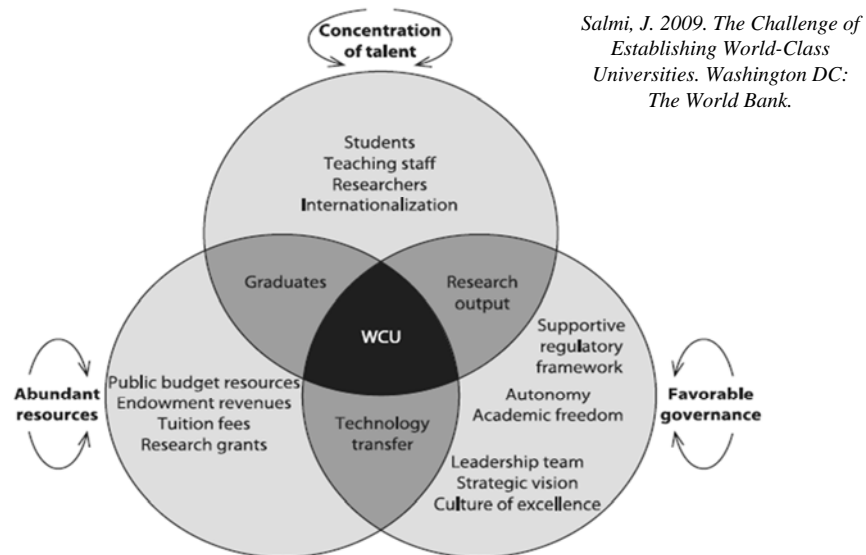 Concentration
of talent
Salmi, J. 2009. The Challenge of
Establishing World-Class
Universities. Washington DC:
The World Bank.
Students
Teaching staff
Researchers
Internationalization
Graduates
Research
output
WCU
Supportive
regulatory
framework
Autonomy
Academic freedom
Leadership team
Strategic vision
Culture of excellence
Abundant
resources
Public budget resources
Endowment revenues
Tuition fees
Research grants
Technology
transfer
Favorable
governance